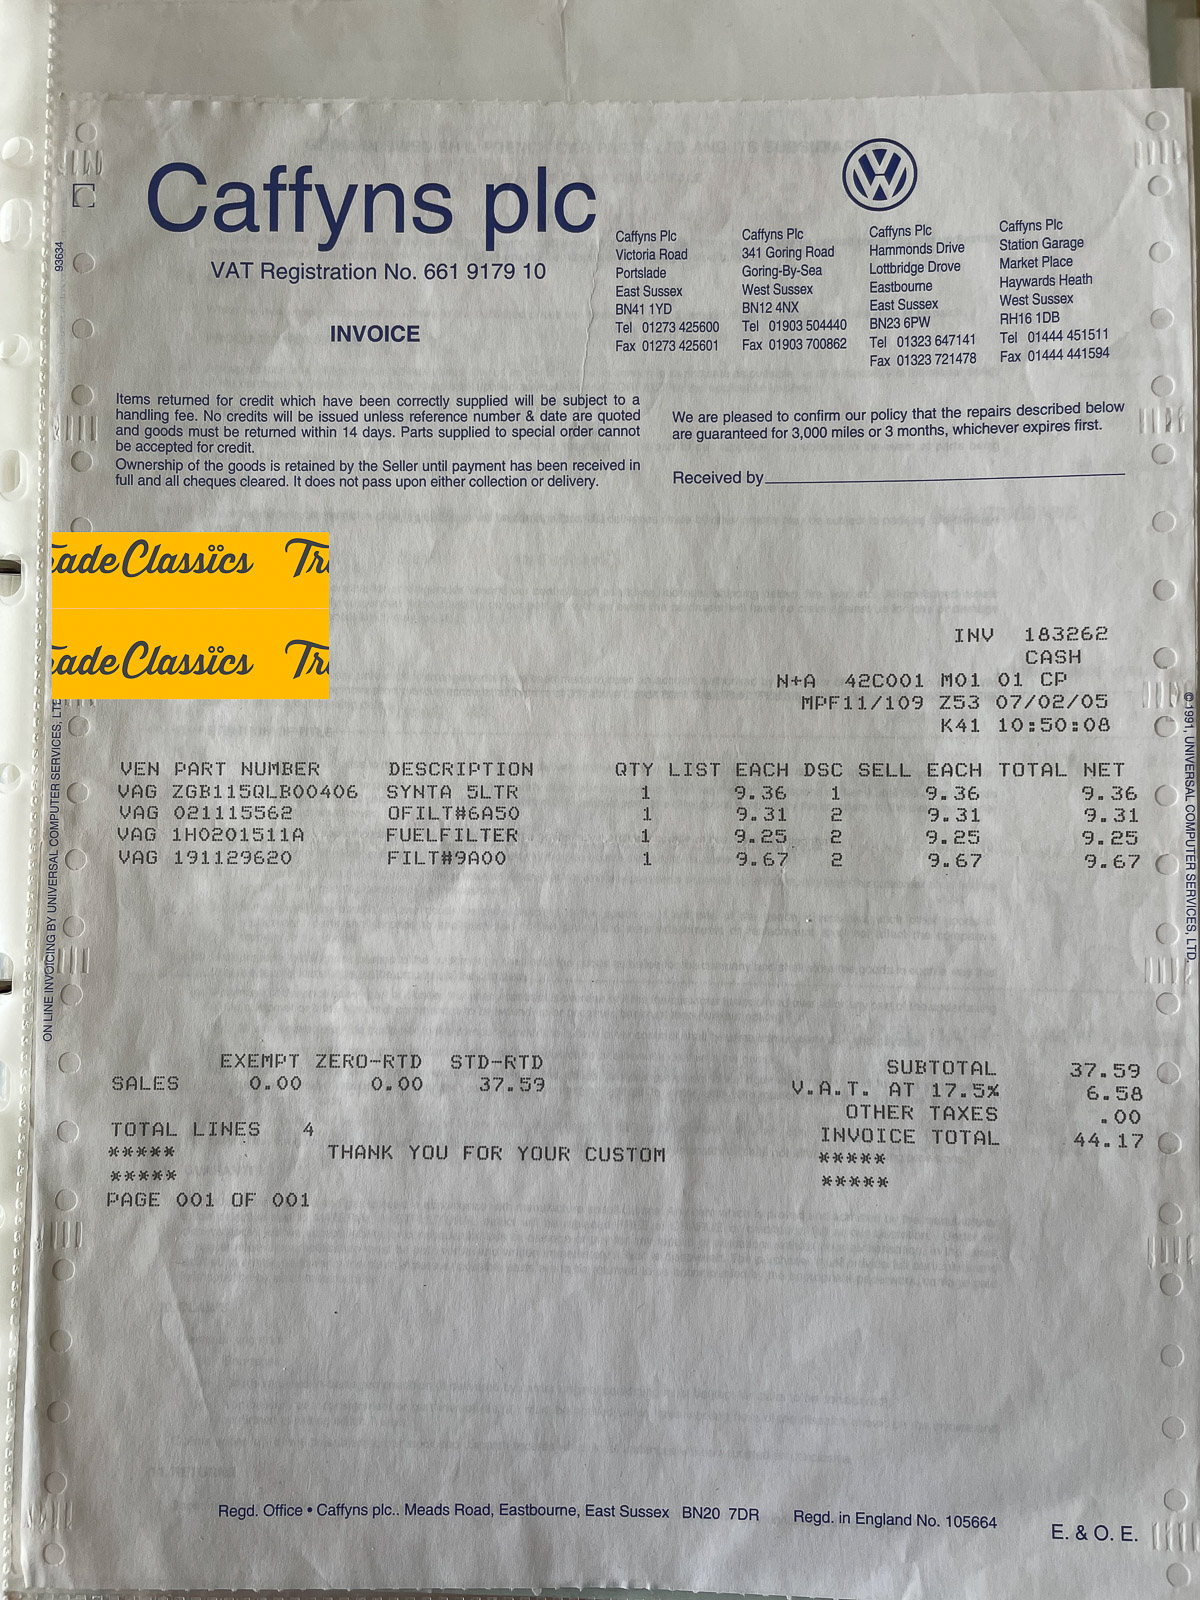 Caffyns plc
VAT Registration No. 661 9179 10
INVOICE
Caffyns Plc
Victoria Road
Portslade
East Sussex
BN41 1YD
Tel 01273 425600
Fax 01273 425601
Caffyns Plc
341 Goring Road
Goring-By-Sea
West Sussex
BN12 4NX
Tel 01903 504440
Fax 01903 700862
Caffyns Plc
Hammonds Drive
Lottbridge Drove
Eastbourne
East Sussex
BN23 6PW
Tel 01323 647141
Fax 01323 721478
Caffyns Plc
Station Garage
Market Place
Haywards Heath
West Sussex
RH16 1DB
Tel 01444 451511
Fax 01444 441594
93634
Items returned for credit which have been correctly supplied will be subject to a
handling fee. No credits will be issued unless reference number & date are quoted
and goods must be returned within 14 days. Parts supplied to special order cannot
be accepted for credit.
Ownership of the goods is retained by the Seller until payment has been received in
full and all cheques cleared. It does not pass upon either collection or delivery.
We are pleased to confirm our policy that the repairs described below
are guaranteed for 3,000 miles or 3 months, whichever expires first.
Received by
ade Classics Tr
ade Classics Tr
INV 183262
CASH
N+A 42C001 M01 01 CP
MPF11/109 Z53 07/02/05
K41 10:50:08
VEN PART NUMBER DESCRIPTION QTY LIST EACH DSC SELL EACH TOTAL NET
VAG ZGB115QLB00406 SYNTA 5LTR 1 9.36 1 9.36 9.36
VAG 021115562 OFILT#6A50 1 9.31 2 9.31 9.31
VAG 1H0201511A FUELFILTER 1 9.25 2 9.25 9.25
VAG 191129620 FILT#9A00 1 9.67 2 9.67 9.67
EXEMPT ZERO-RTD STD-RTD
SALES 0.00 0.00 37.59
SUBTOTAL 37.59
V.A.T. AT 17.5% 6.58
OTHER TAXES .00
INVOICE TOTAL 44.17
TOTAL LINES 4
***** THANK YOU FOR YOUR CUSTOM *****
***** *****
PAGE 001 OF 001
ON LINE INVOICING BY UNIVERSAL COMPUTER SERVICES, LTD
© 1991, UNIVERSAL COMPUTER SERVICES, LTD.
Regd. Office • Caffyns plc.. Meads Road, Eastbourne, East Sussex BN20 7DR Regd. in England No. 105664
E. & O. E.